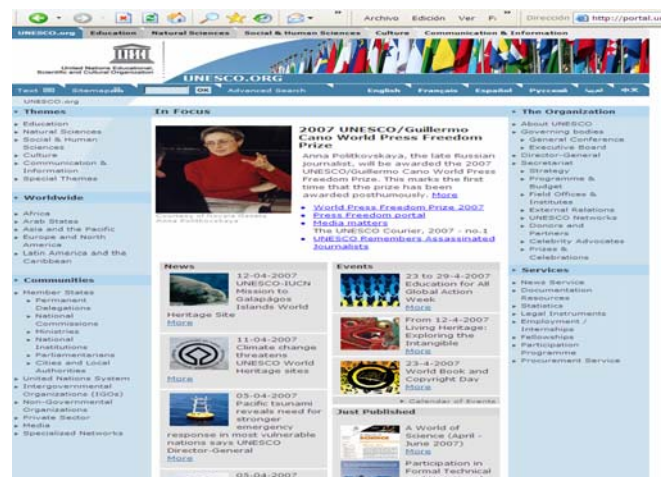 Archivo Edición Ver F
Dirección http://portal.u
UNESCO.org Education Natural Sciences Social & Human Sciences Culture Communication & Information
United Nations Educational,
Scientific and Cultural Organization
UNESCO.ORG
Text Sitemap OK Advanced Search English Français Español Русский العربية 中文
UNESCO.org
Themes
Education
Natural Sciences
Social & Human
Sciences
Culture
Communication &
Information
Special Themes
Worldwide
Africa
Arab States
Asia and the Pacific
Europe and North
America
Latin America and the
Caribbean
Communities
Member States
Permanent
Delegations
National
Commissions
Ministries
National
Institutions
Parliamentarians
Cities and Local
Authorities
United Nations System
Intergovernmental
Organizations (IGOs)
Non-Governmental
Organizations
Private Sector
Media
Specialized Networks
In Focus
Anna Politkovskaya
2007 UNESCO/Guillermo
Cano World Press Freedom
Prize
Anna Politkovskaya, the late Russian
journalist, will be awarded the 2007
UNESCO/Guillermo Cano World Press
Freedom Prize. This marks the first
time that the prize has been
awarded posthumously. More
World Press Freedom Prize 2007
Press Freedom portal
Media matters
The UNESCO Courier, 2007 - no.1
UNESCO Remembers Assassinated
Journalists
News
12-04-2007
UNESCO-IUCN
Mission to
Galapágos
Islands World
Heritage Site
More
11-04-2007
Climate change
threatens
UNESCO World
Heritage sites
More
05-04-2007
Pacific tsunami
reveals need for
stronger
emergency
response in most vulnerable
nations says UNESCO
Director-General
More
05-04-2007
Events
23 to 29-4-2007
Education for All
Global Action
Week
More
From 12-4-2007
Living Heritage:
Exploring the
Intangible
More
23-4-2007
World Book and
Copyright Day
More
Calendar of Events
Just Published
A World of
Science (April -
June 2007)
More
Participation in
Formal Technical
The Organization
About UNESCO
Governing bodies
General Conference
Executive Board
Director-General
Secretariat
Strategy
Programme &
Budget
Field Offices &
Institutes
External Relations
UNESCO Networks
Donors and
Partners
Celebrity Advocates
Prizes &
Celebrations
Services
News Service
Documentation
Resources
Statistics
Legal Instruments
Employment /
Internships
Fellowships
Participation
Programme
Procurement Service